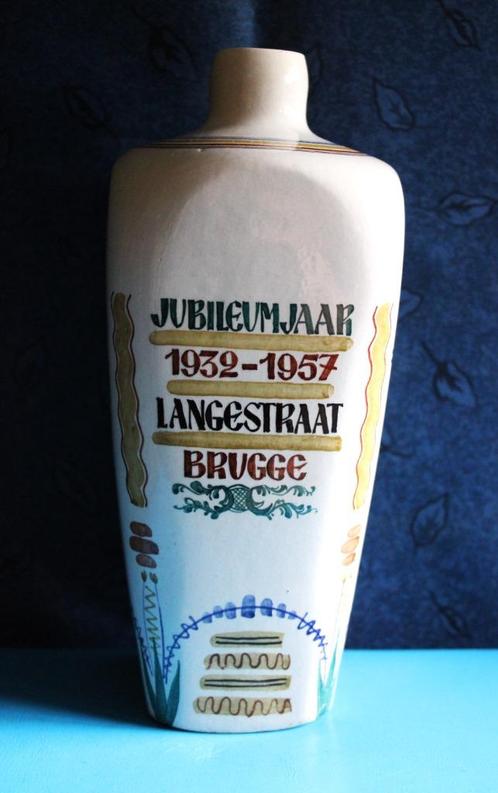 JUBILEUMJAAR
1932-1957
LANGESTRAAT
BRUGGE